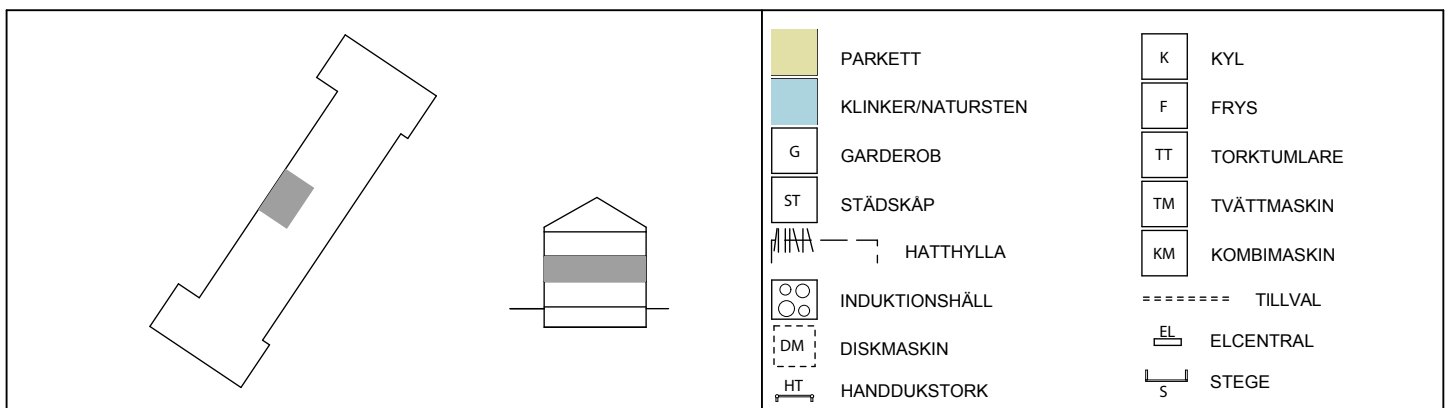 PARKETT
KLINKER/NATURSTEN
G GARDEROB
ST STÄDSKÅP
HATTHYLLA
INDUKTIONSHÄLL
DM DISKMASKIN
HT HANDDUKSTORK
K KYL
F FRYS
TT TORKTUMLARE
TM TVÄTTMASKIN
KM KOMBIMASKIN
TILLVAL
EL ELCENTRAL
S STEGE